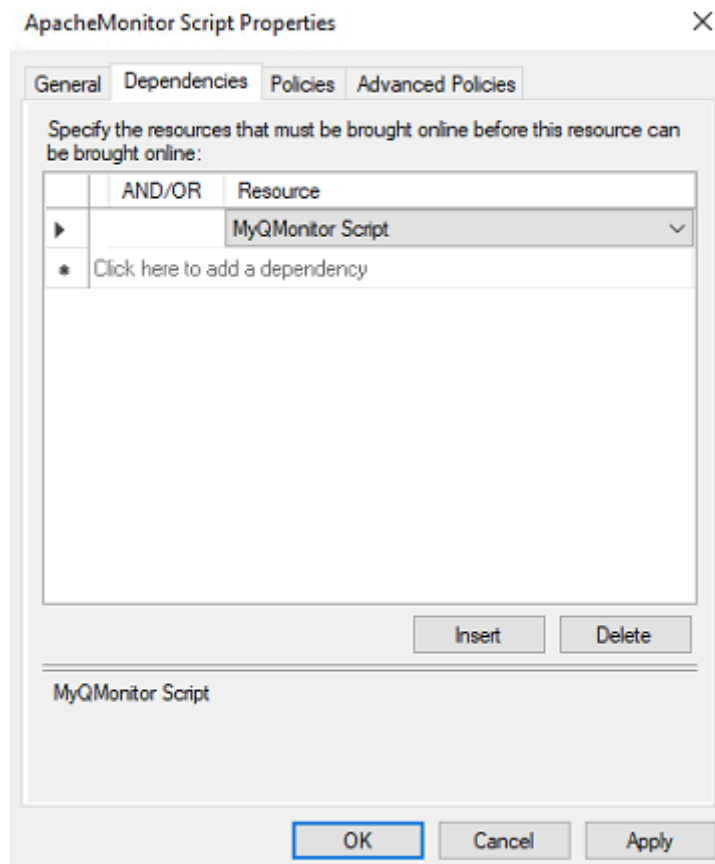 ApacheMonitor Script Properties
General Dependencies Policies Advanced Policies
Specify the resources that must be brought online before this resource can
be brought online:
AND/OR Resource
MyQMonitor Script
Click here to add a dependency
Insert Delete
MyQMonitor Script
OK Cancel Apply